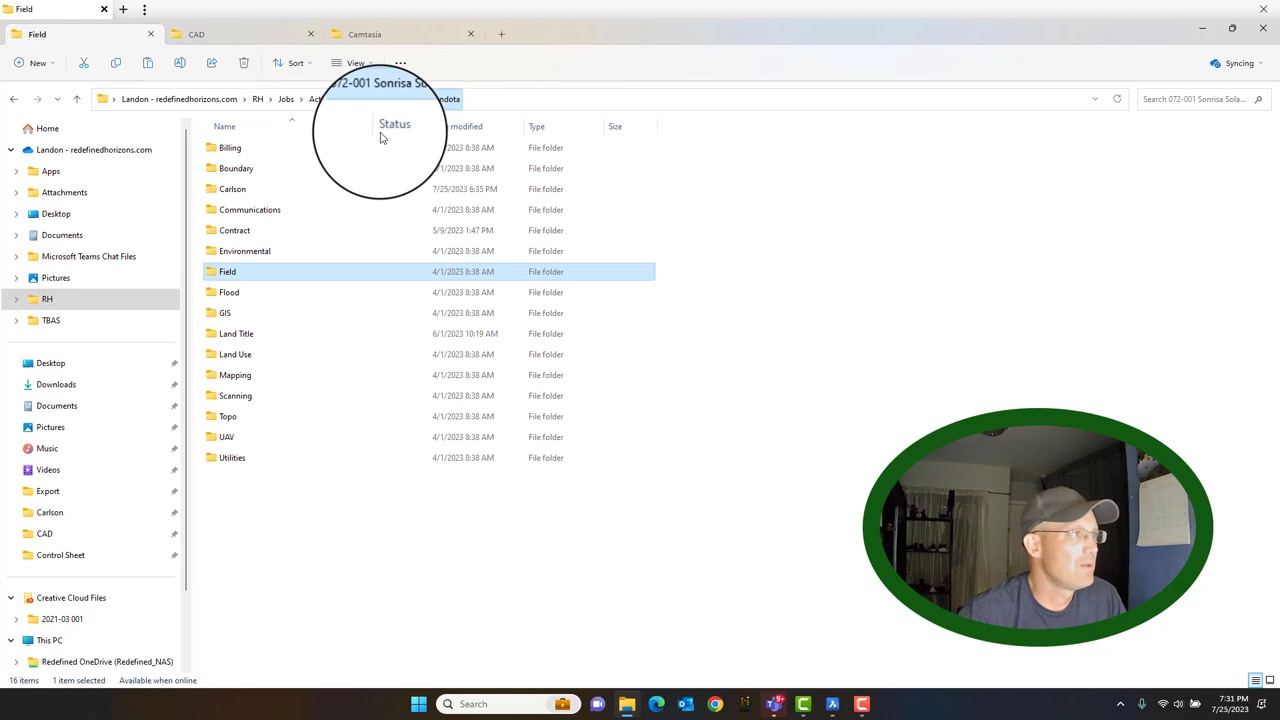 Field
Field
CAD
Camtasia
New
Sort
View
Syncing
Landon - redefinedhorizons.com > RH > Jobs > Act
072-001 Sonrisa So
ndota
Search 072-001 Sonrisa Sola...
Name
Status
modified
Type
Size
Home
Landon - redefinedhorizons.com
Apps
Attachments
Desktop
Documents
Microsoft Teams Chat Files
Pictures
RH
TBAS
Desktop
Downloads
Documents
Pictures
Music
Videos
Export
Carlson
CAD
Control Sheet
Creative Cloud Files
2021-03 001
This PC
Redefined OneDrive (Redefined_NAS)
Billing /2023 8:38 AM File folder
Boundary /1/2023 8:38 AM File folder
Carlson 7/25/2023 6:35 PM File folder
Communications 4/1/2023 8:38 AM File folder
Contract 5/9/2023 1:47 PM File folder
Environmental 4/1/2023 8:38 AM File folder
Field 4/1/2023 8:38 AM File folder
Flood 4/1/2023 8:38 AM File folder
GIS 4/1/2023 8:38 AM File folder
Land Title 6/1/2023 10:19 AM File folder
Land Use 4/1/2023 8:38 AM File folder
Mapping 4/1/2023 8:38 AM File folder
Scanning 4/1/2023 8:38 AM File folder
Topo 4/1/2023 8:38 AM File folder
UAV 4/1/2023 8:38 AM File folder
Utilities 4/1/2023 8:38 AM File folder
16 items 1 item selected Available when online
Search
9+
7:31 PM
7/25/2023